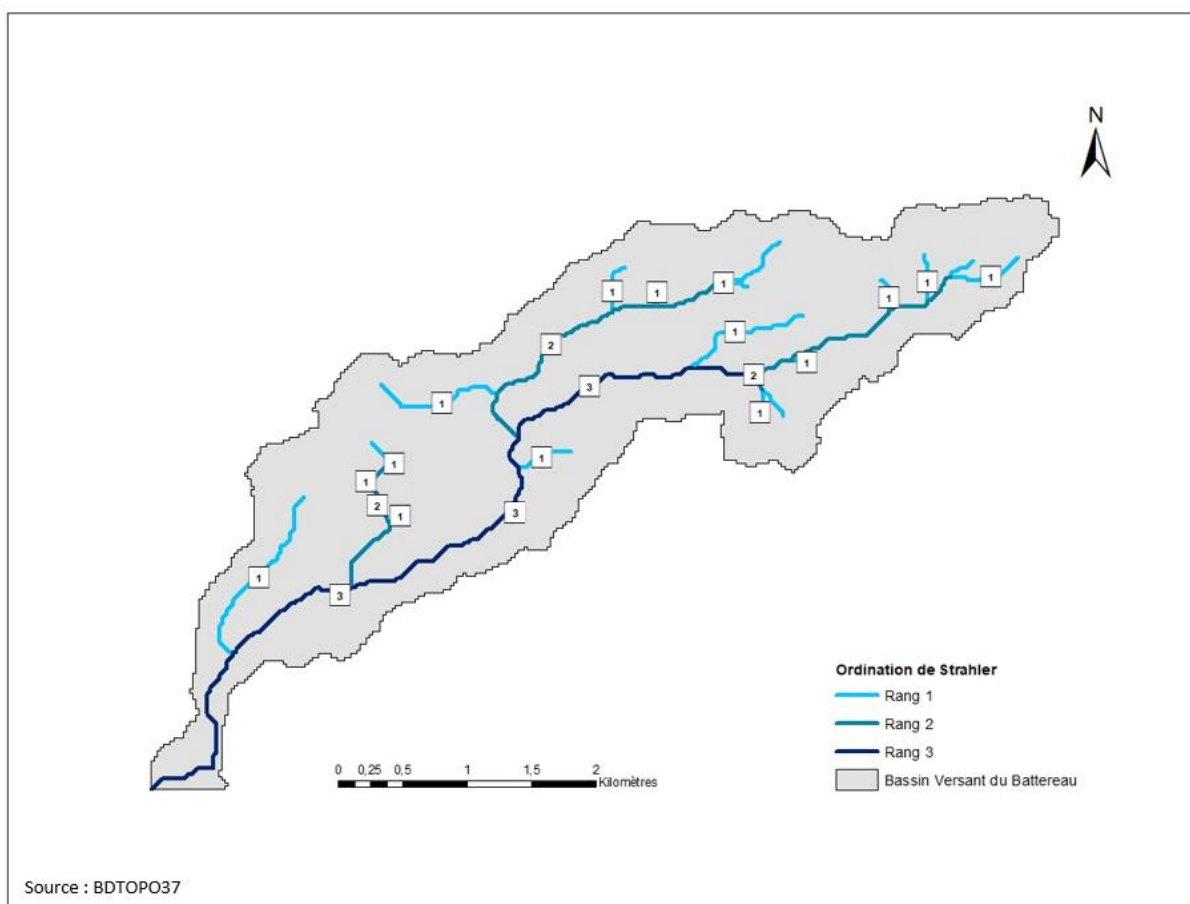 N
1
1
1
1
1
1
1
1
2
1
2
3
1
1
1
1
1
2
1
3
1
3
Ordination de Strahler
Rang 1
Rang 2
Rang 3
Bassin Versant du Battereau
0 0,25 0,5 1 1,5 2
Kilomètres
Source : BDTOPO37